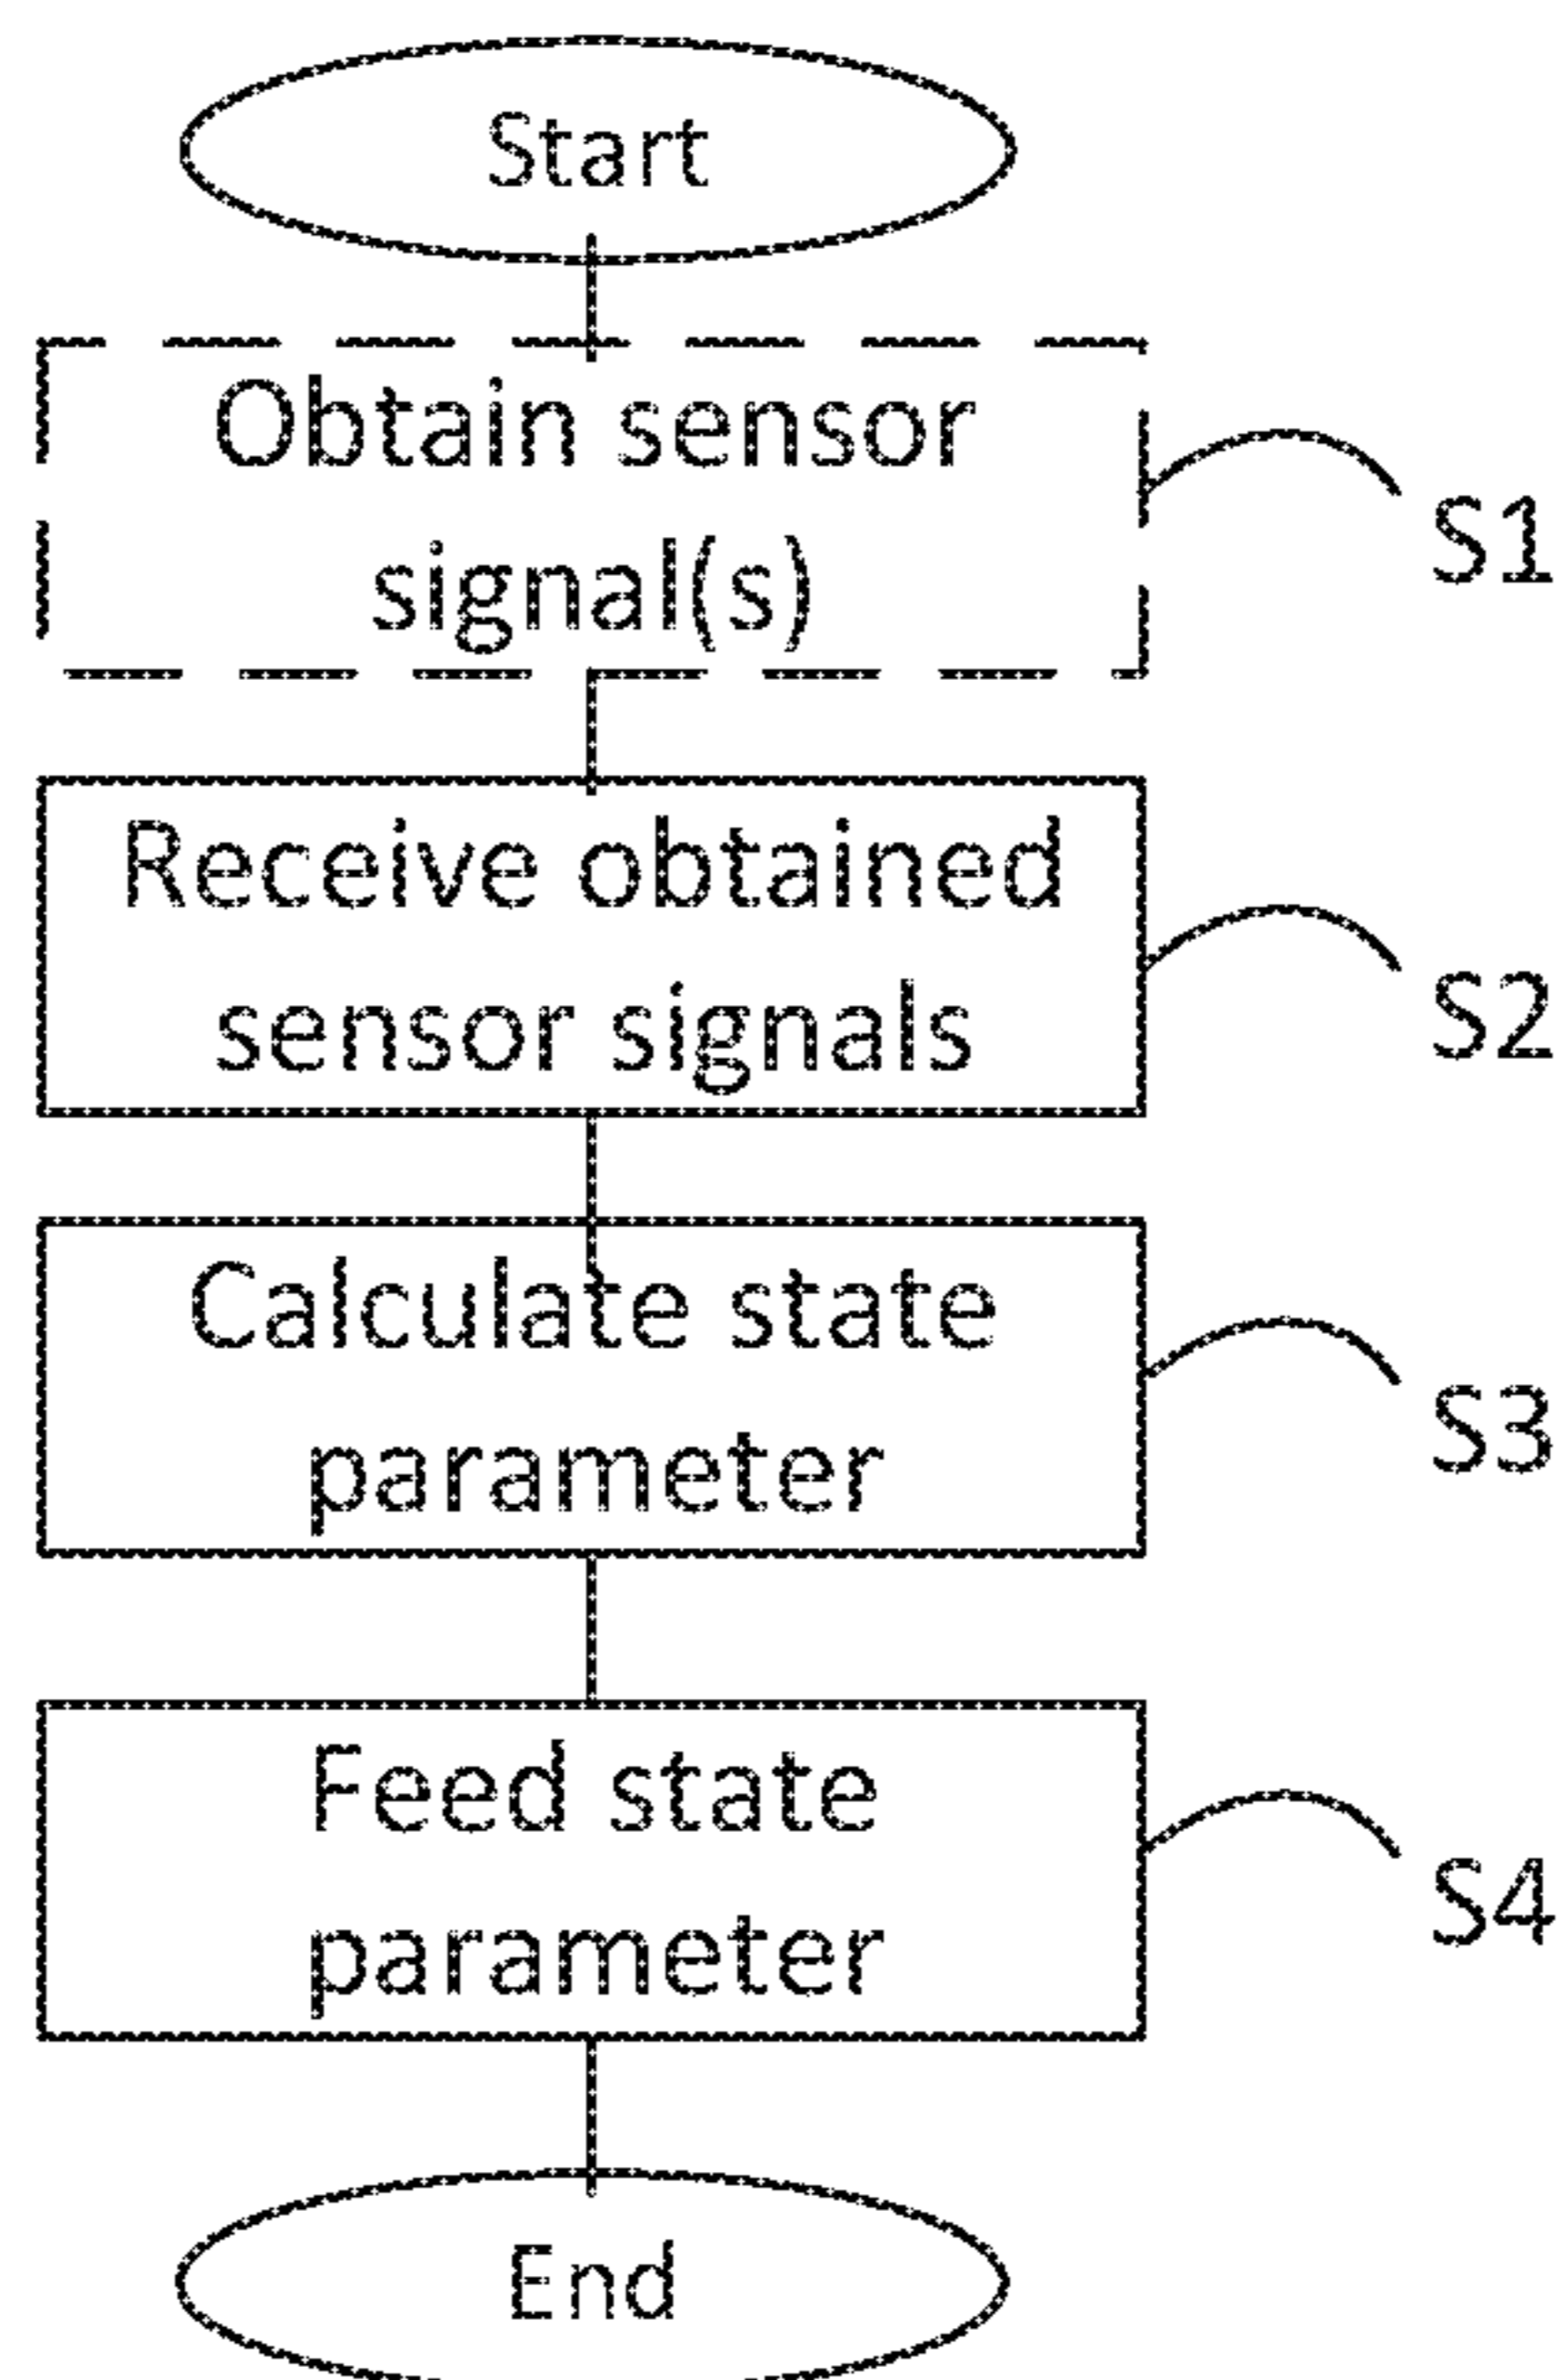 Start
Obtain sensor
signal(s)
S1
Receive obtained
sensor signals
S2
Calculate state
parameter
S3
Feed state
parameter
S4
End